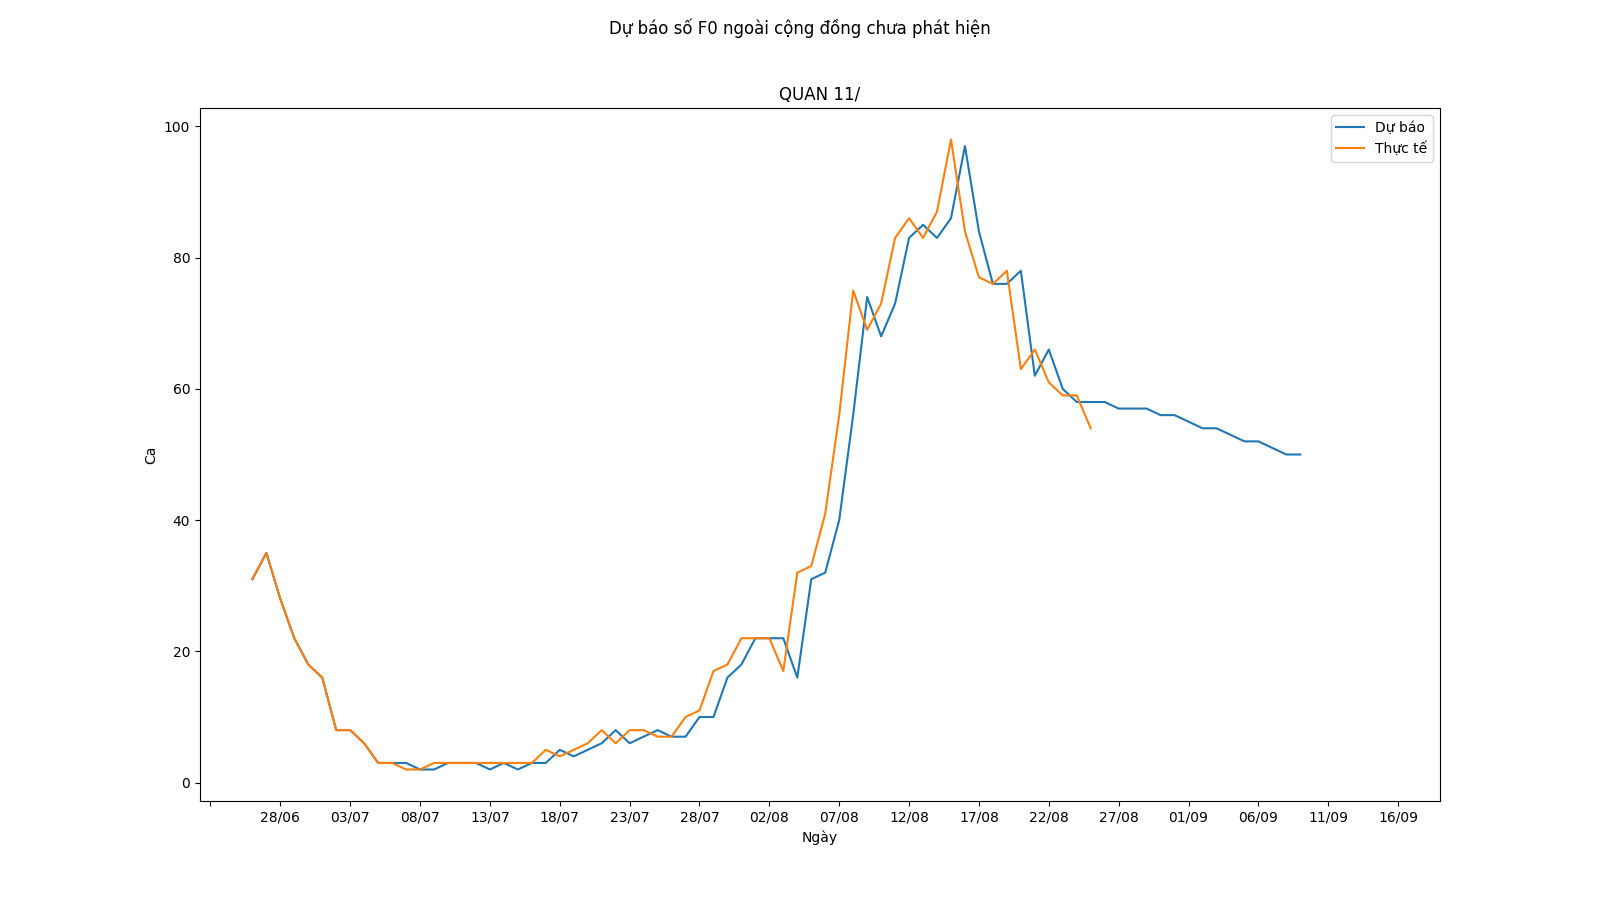 Dự báo số F0 ngoài cộng đồng chưa phát hiện
QUAN 11/
Dự báo
Thực tế
100
80
60
40
20
0
Ca
28/06 03/07 08/07 13/07 18/07 23/07 28/07 02/08 07/08 12/08 17/08 22/08 27/08 01/09 06/09 11/09 16/09
Ngày